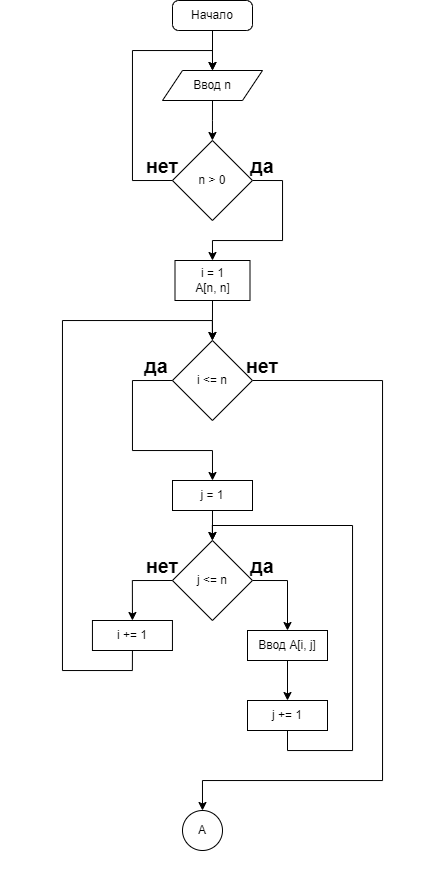 Начало
Ввод n
нет
да
n > 0
i = 1
A[n, n]
да
нет
i <= n
j = 1
нет
да
j <= n
i += 1
Ввод A[i, j]
j += 1
A